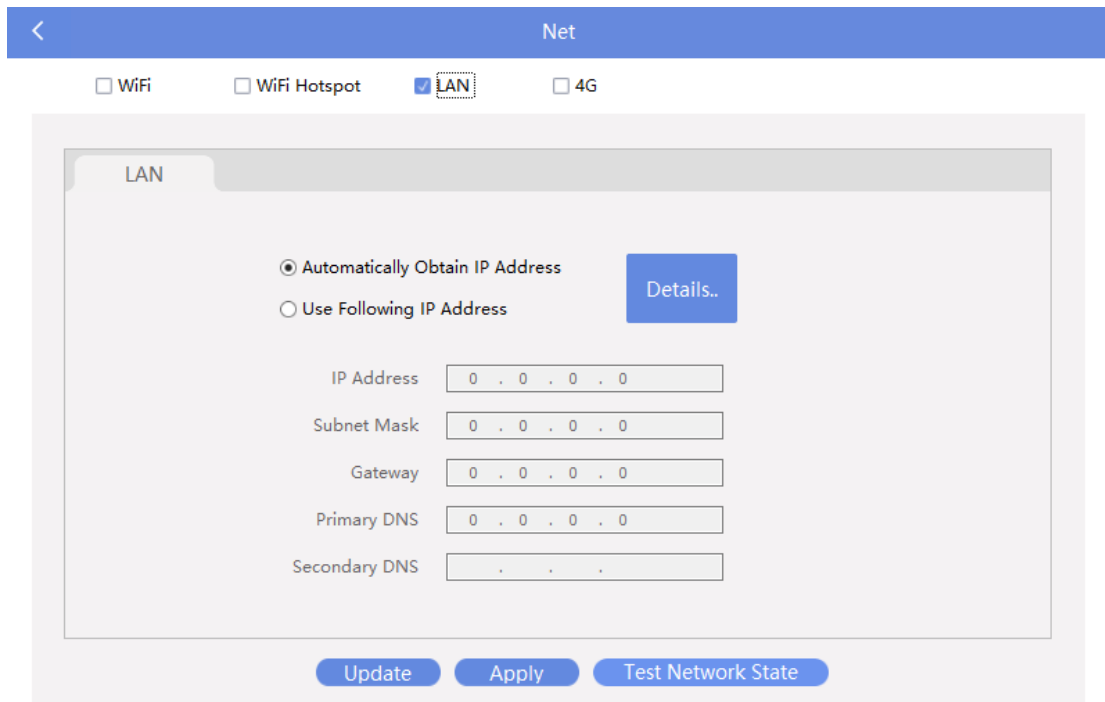 Net
WiFi WiFi Hotspot LAN 4G
LAN
Automatically Obtain IP Address
Details..
Use Following IP Address
IP Address 0 . 0 . 0 . 0
Subnet Mask 0 . 0 . 0 . 0
Gateway 0 . 0 . 0 . 0
Primary DNS 0 . 0 . 0 . 0
Secondary DNS . . .
Update Apply Test Network State